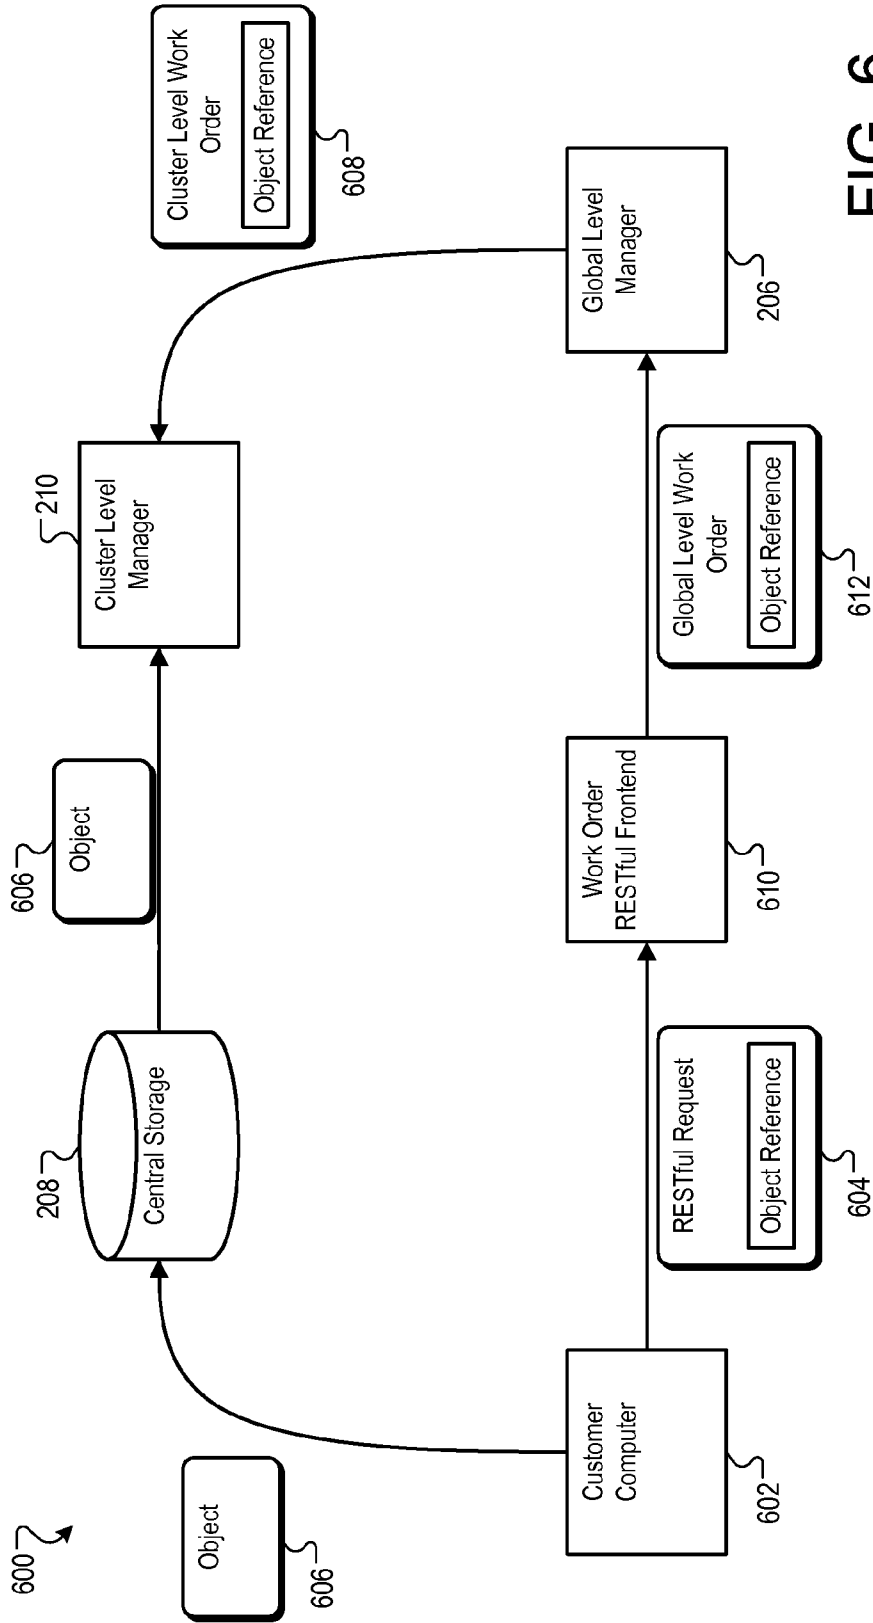 600
Object
606
208
Central Storage
606
Object
210
Cluster Level
Manager
Cluster Level Work
Order
Object Reference
608
Customer
Computer
602
RESTful Request
Object Reference
604
Work Order
RESTful Frontend
610
Global Level Work
Order
Object Reference
612
Global Level
Manager
206
FIG. 6